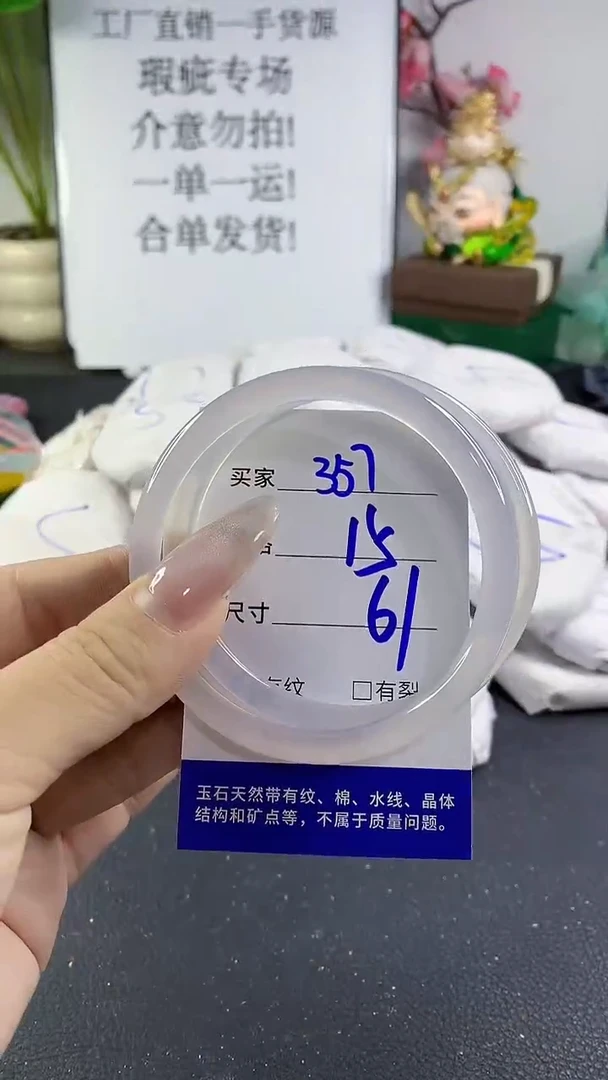 工厂直销一手货源
瑕疵专场
介意勿拍!
一单一运!
合单发货!
买家 357
15
尺寸 61
纹 □有裂
玉石天然带有纹、棉、水线、晶体
结构和矿点等，不属于质量问题。